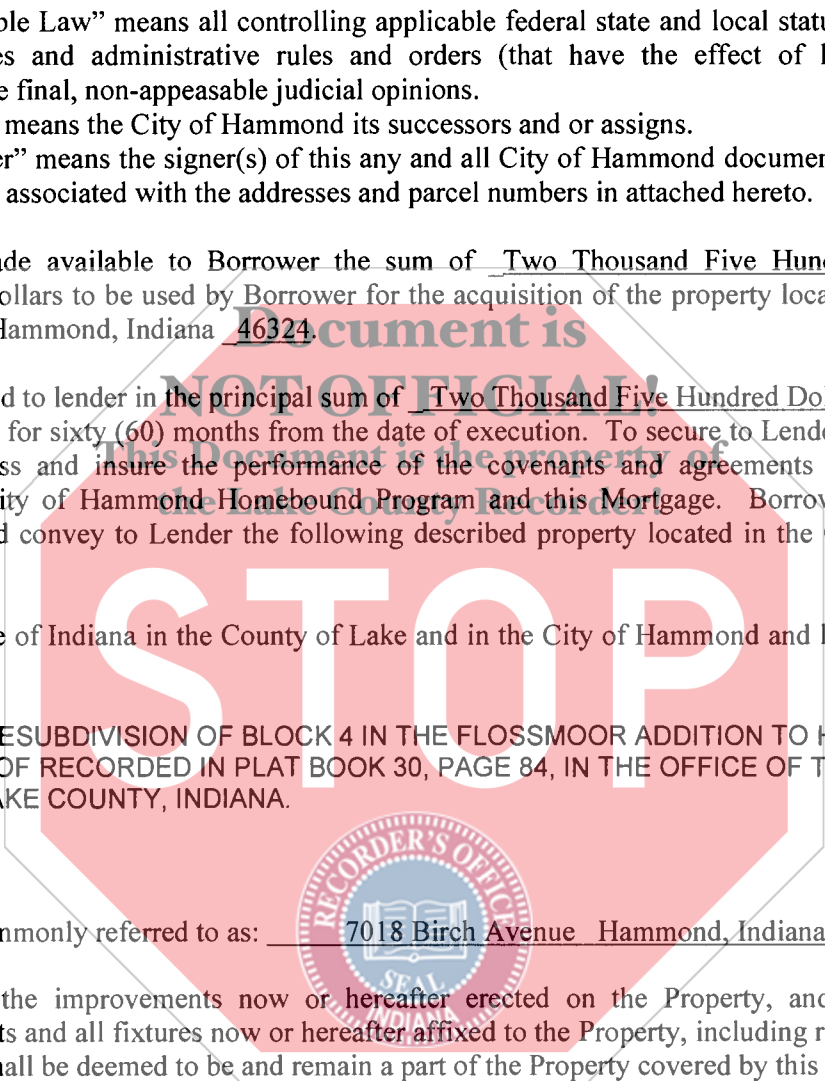 ble Law” means all controlling applicable federal state and local statu
es and administrative rules and orders (that have the effect of l
e final, non-appeasable judicial opinions.
means the City of Hammond its successors and or assigns.
er” means the signer(s) of this any and all City of Hammond documen
associated with the addresses and parcel numbers in attached hereto.
ade available to Borrower the sum of Two Thousand Five Hun
ollars to be used by Borrower for the acquisition of the property loca
Hammond, Indiana 46324.
Document is
d to lender in the principal sum of Two Thousand Five Hundred Dol
NOT OFFICIAL!
for sixty (60) months from the date of execution. To secure to Lende
This Document is the property of
ss and insure the performance of the covenants and agreements
the Lake County Recorder!
ity of Hammond Homebound Program and this Mortgage. Borrow
d convey to Lender the following described property located in the
STOP
e of Indiana in the County of Lake and in the City of Hammond and
ESUBDIVISION OF BLOCK 4 IN THE FLOSSMOOR ADDITION TO H
OF RECORDED IN PLAT BOOK 30, PAGE 84, IN THE OFFICE OF T
AKE COUNTY, INDIANA.
RECORDER'S OFFICE
mmonly referred to as: 7018 Birch Avenue Hammond, Indiana
SEAL
INDIANA
the improvements now or hereafter erected on the Property, and
ts and all fixtures now or hereafter affixed to the Property, including r
hall be deemed to be and remain a part of the Property covered by this